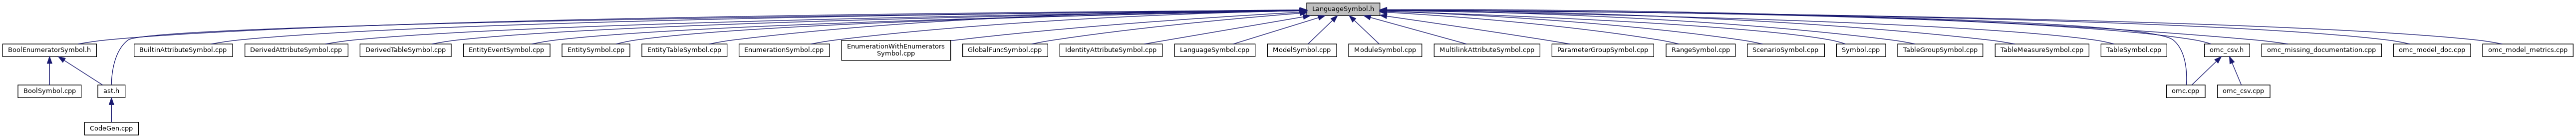 LanguageSymbol.h
BoolEnumeratorSymbol.h
BuiltinAttributeSymbol.cpp
DerivedAttributeSymbol.cpp
DerivedTableSymbol.cpp
EntityEventSymbol.cpp
EntitySymbol.cpp
EntityTableSymbol.cpp
EnumerationSymbol.cpp
EnumerationWithEnumerators
Symbol.cpp
GlobalFuncSymbol.cpp
IdentityAttributeSymbol.cpp
LanguageSymbol.cpp
ModelSymbol.cpp
ModuleSymbol.cpp
MultilinkAttributeSymbol.cpp
ParameterGroupSymbol.cpp
RangeSymbol.cpp
ScenarioSymbol.cpp
Symbol.cpp
TableGroupSymbol.cpp
TableMeasureSymbol.cpp
TableSymbol.cpp
omc_csv.h
omc_missing_documentation.cpp
omc_model_doc.cpp
omc_model_metrics.cpp
BoolSymbol.cpp
ast.h
omc.cpp
omc_csv.cpp
CodeGen.cpp